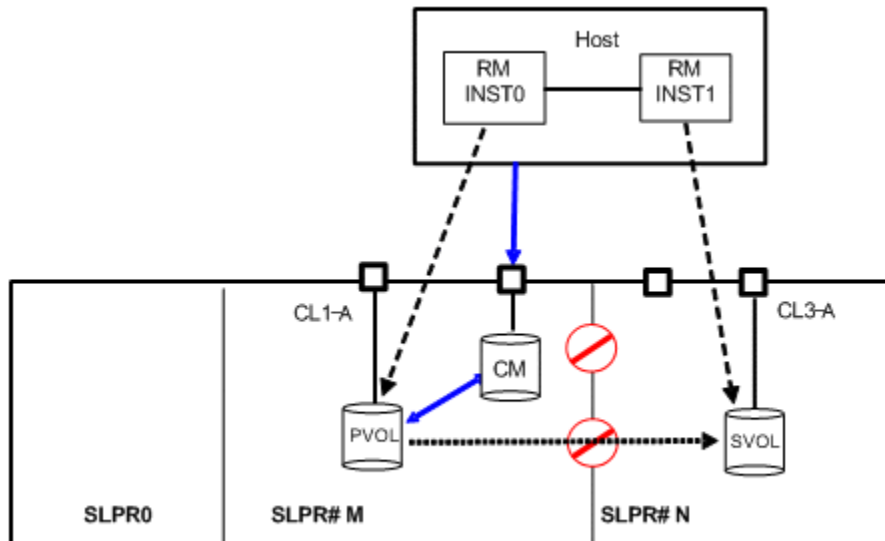 Host
RM
INST0
RM
INST1
CL1-A
CL3-A
CM
PVOL
SVOL
SLPR0
SLPR# M
SLPR# N